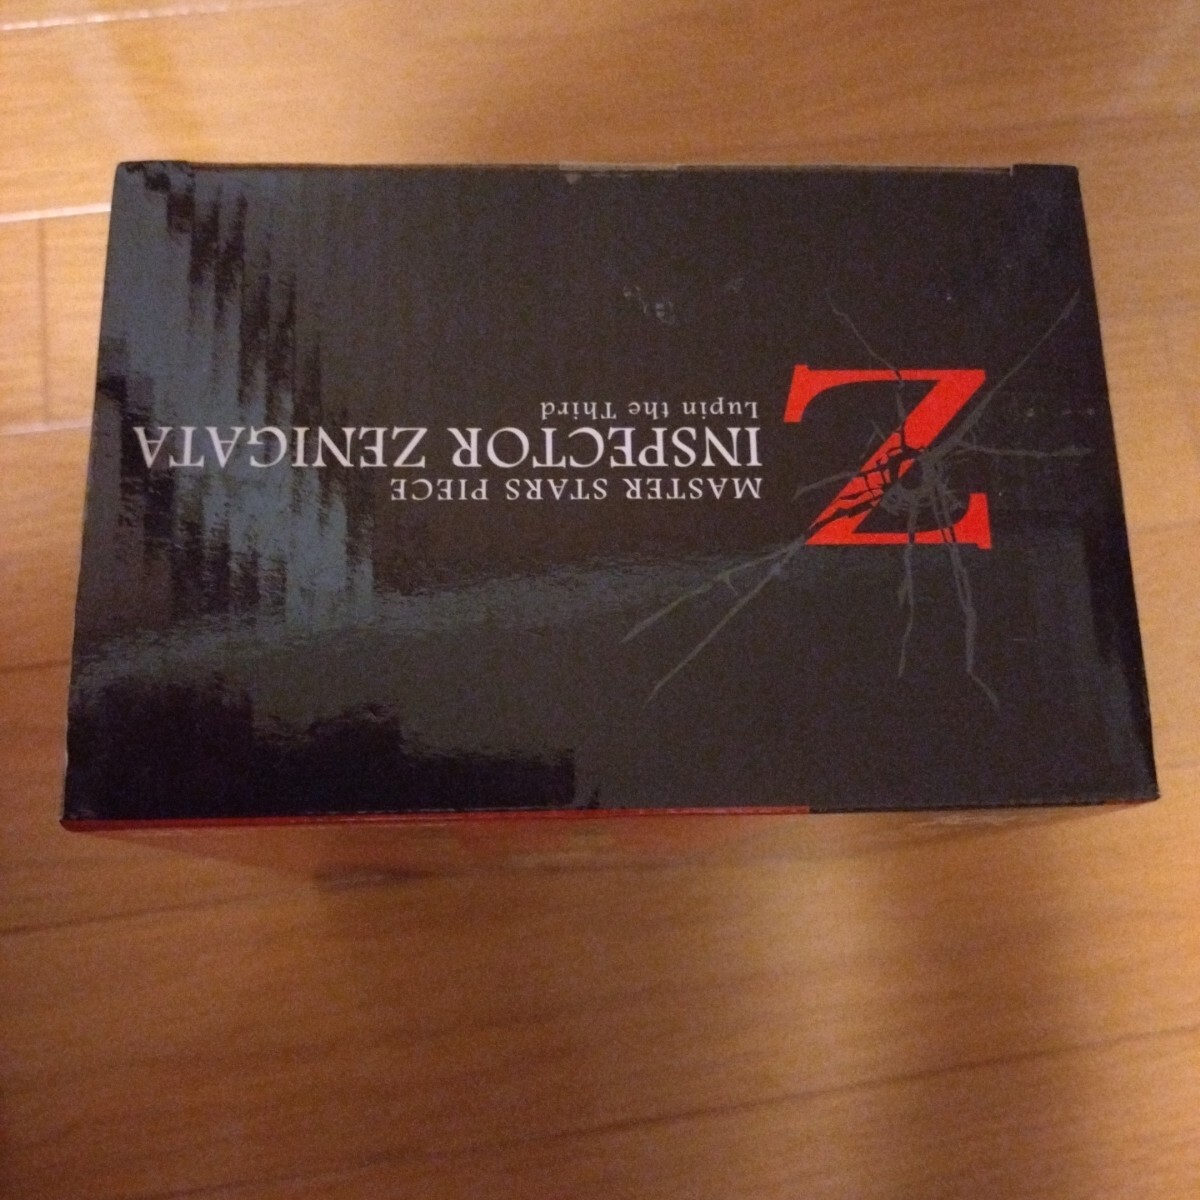 Z
MASTER STARS PIECE
INSPECTOR ZENIGATA
Lupin the Third